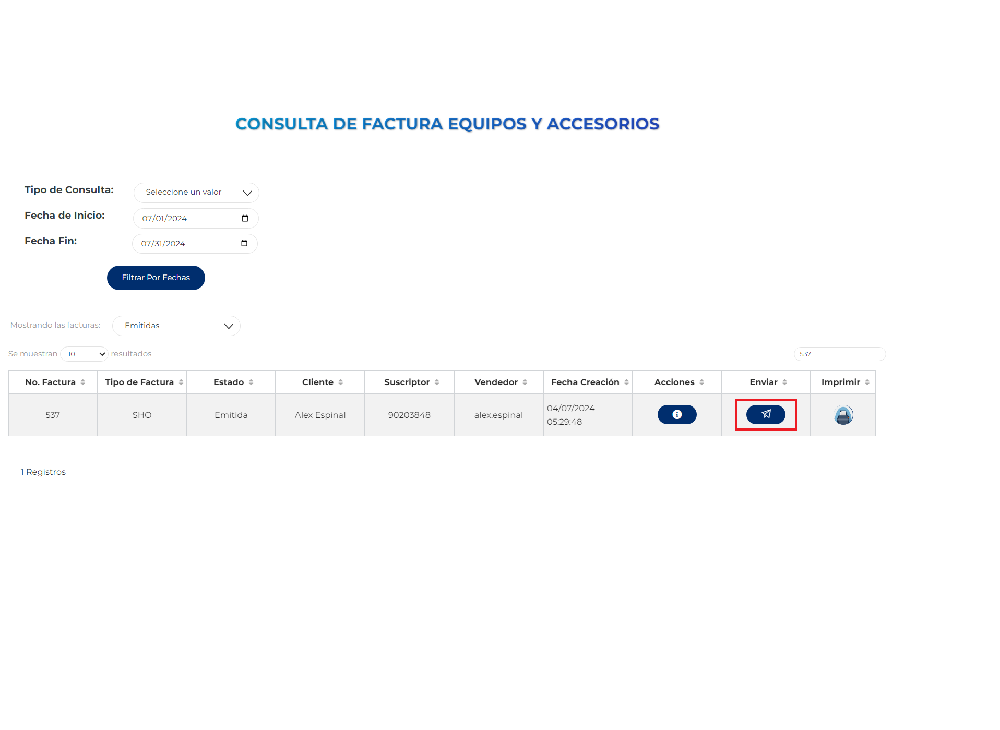 CONSULTA DE FACTURA EQUIPOS Y ACCESORIOS
Tipo de Consulta: Seleccione un valor
Fecha de Inicio: 07/01/2024
Fecha Fin: 07/31/2024
Filtrar Por Fechas
Mostrando las facturas: Emitidas
Se muestran 10 resultados 537
No. Factura Tipo de Factura Estado Cliente Suscriptor Vendedor Fecha Creación Acciones Enviar Imprimir
537 SHO Emitida Alex Espinal 90203848 alex.espinal 04/07/2024
05:29:48
1 Registros